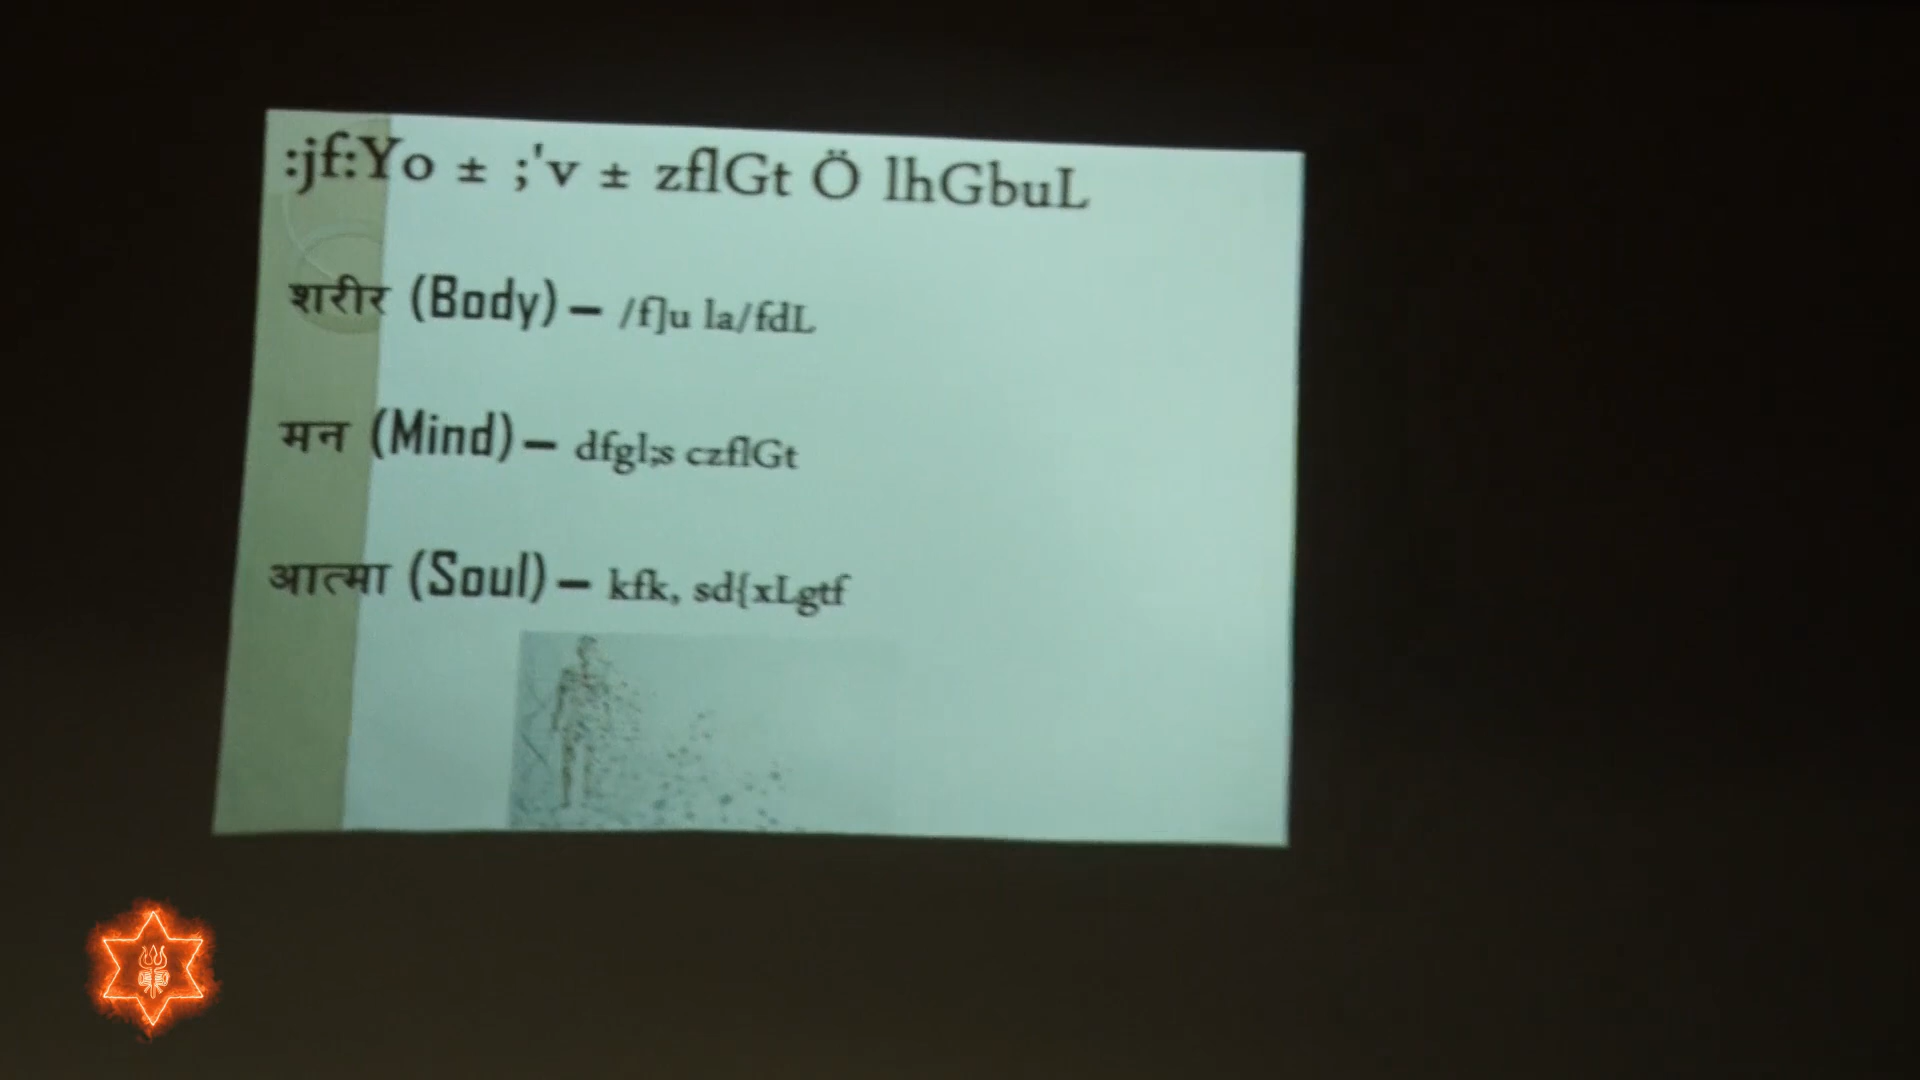 :jf:Yo ± ;'v ± zflGt Ö lhGbuL
शरीर (Body) – /f]u la/fdL
मन (Mind) – dfgl;s czflGt
आत्मा (Soul) – kfk, sd{xLgtf